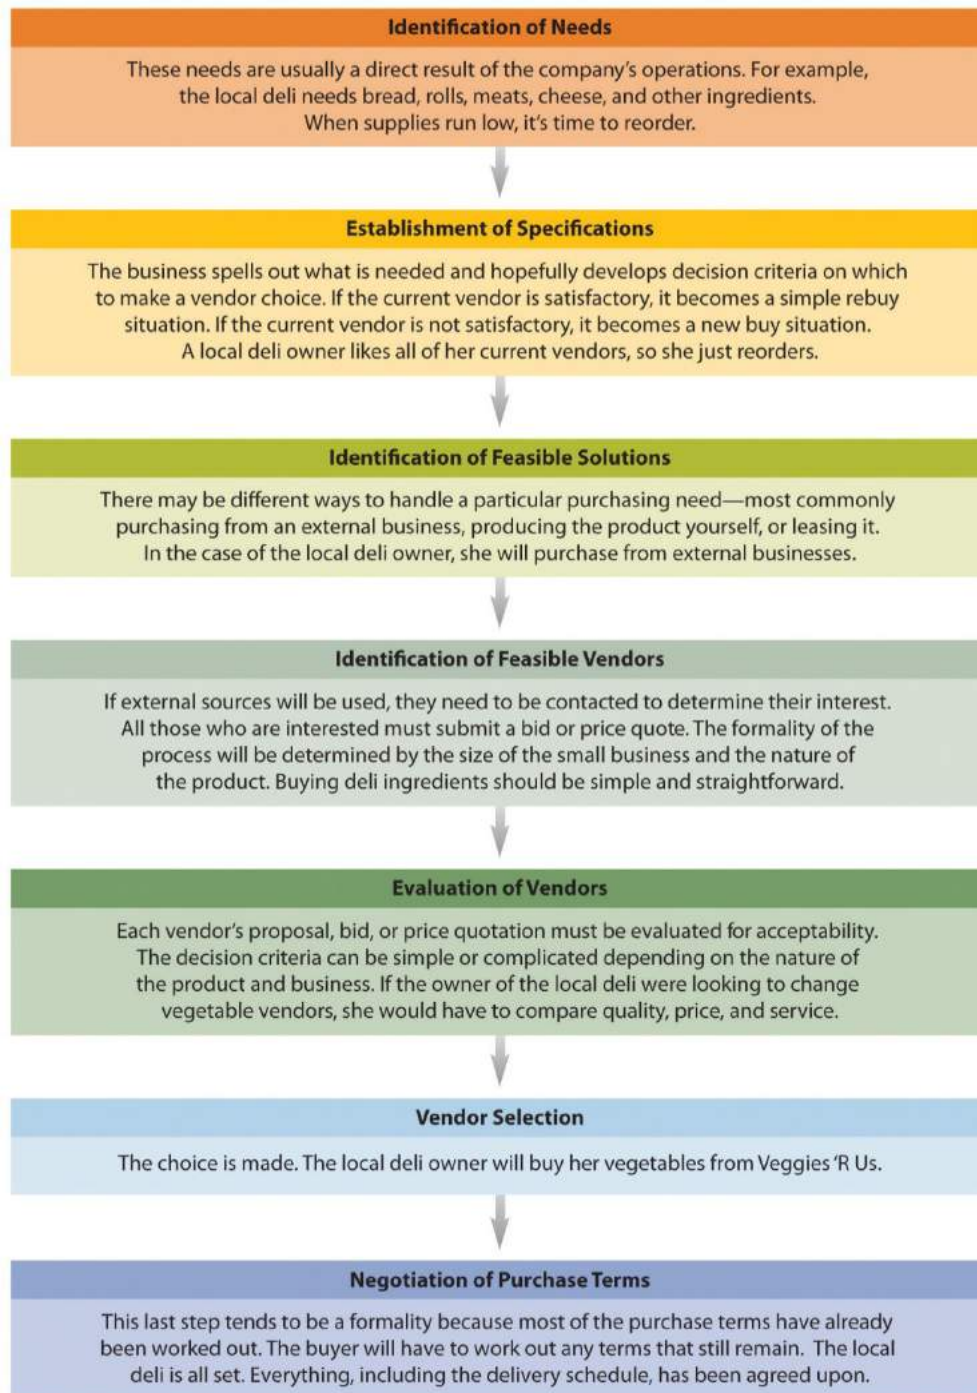 Identification of Needs
These needs are usually a direct result of the company's operations. For example,
the local deli needs bread, rolls, meats, cheese, and other ingredients.
When supplies run low, it's time to reorder.
Establishment of Specifications
The business spells out what is needed and hopefully develops decision criteria on which
to make a vendor choice. If the current vendor is satisfactory, it becomes a simple rebuy
situation. If the current vendor is not satisfactory, it becomes a new buy situation.
A local deli owner likes all of her current vendors, so she just reorders.
Identification of Feasible Solutions
There may be different ways to handle a particular purchasing need—most commonly
purchasing from an external business, producing the product yourself, or leasing it.
In the case of the local deli owner, she will purchase from external businesses.
Identification of Feasible Vendors
If external sources will be used, they need to be contacted to determine their interest.
All those who are interested must submit a bid or price quote. The formality of the
process will be determined by the size of the small business and the nature of
the product. Buying deli ingredients should be simple and straightforward.
Evaluation of Vendors
Each vendor's proposal, bid, or price quotation must be evaluated for acceptability.
The decision criteria can be simple or complicated depending on the nature of
the product and business. If the owner of the local deli were looking to change
vegetable vendors, she would have to compare quality, price, and service.
Vendor Selection
The choice is made. The local deli owner will buy her vegetables from Veggies 'R Us.
Negotiation of Purchase Terms
This last step tends to be a formality because most of the purchase terms have already
been worked out. The buyer will have to work out any terms that still remain. The local
deli is all set. Everything, including the delivery schedule, has been agreed upon.